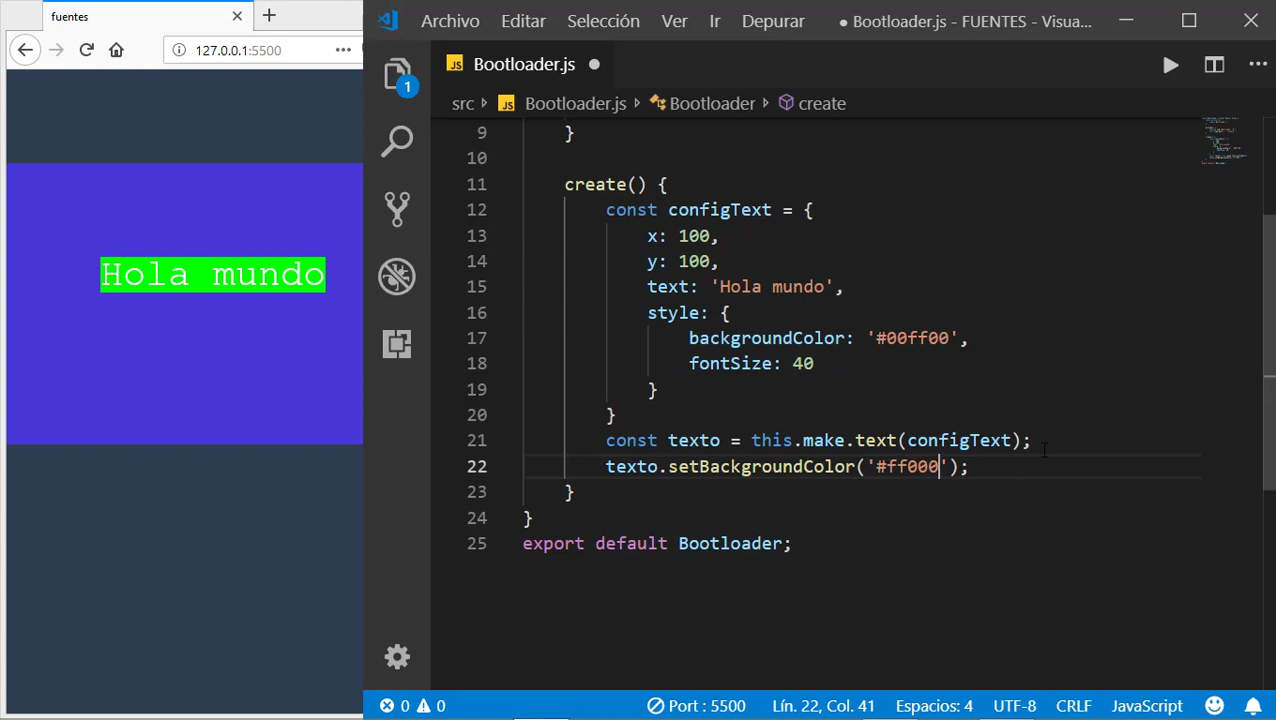 fuentes
127.0.0.1:5500
Hola mundo
Archivo Editar Selección Ver Ir Depurar ● Bootloader.js - FUENTES - Visua...
JS Bootloader.js
1
src JS Bootloader.js Bootloader create
9 }
10
11 create() {
12 const configText = {
13 x: 100,
14 y: 100,
15 text: 'Hola mundo',
16 style: {
17 backgroundColor: '#00ff00',
18 fontSize: 40
19 }
20 }
21 const texto = this.make.text(configText);
22 texto.setBackgroundColor('#ff000');
23 }
24 }
25 export default Bootloader;
0 0 Port : 5500 Lín. 22, Col. 41 Espacios: 4 UTF-8 CRLF JavaScript